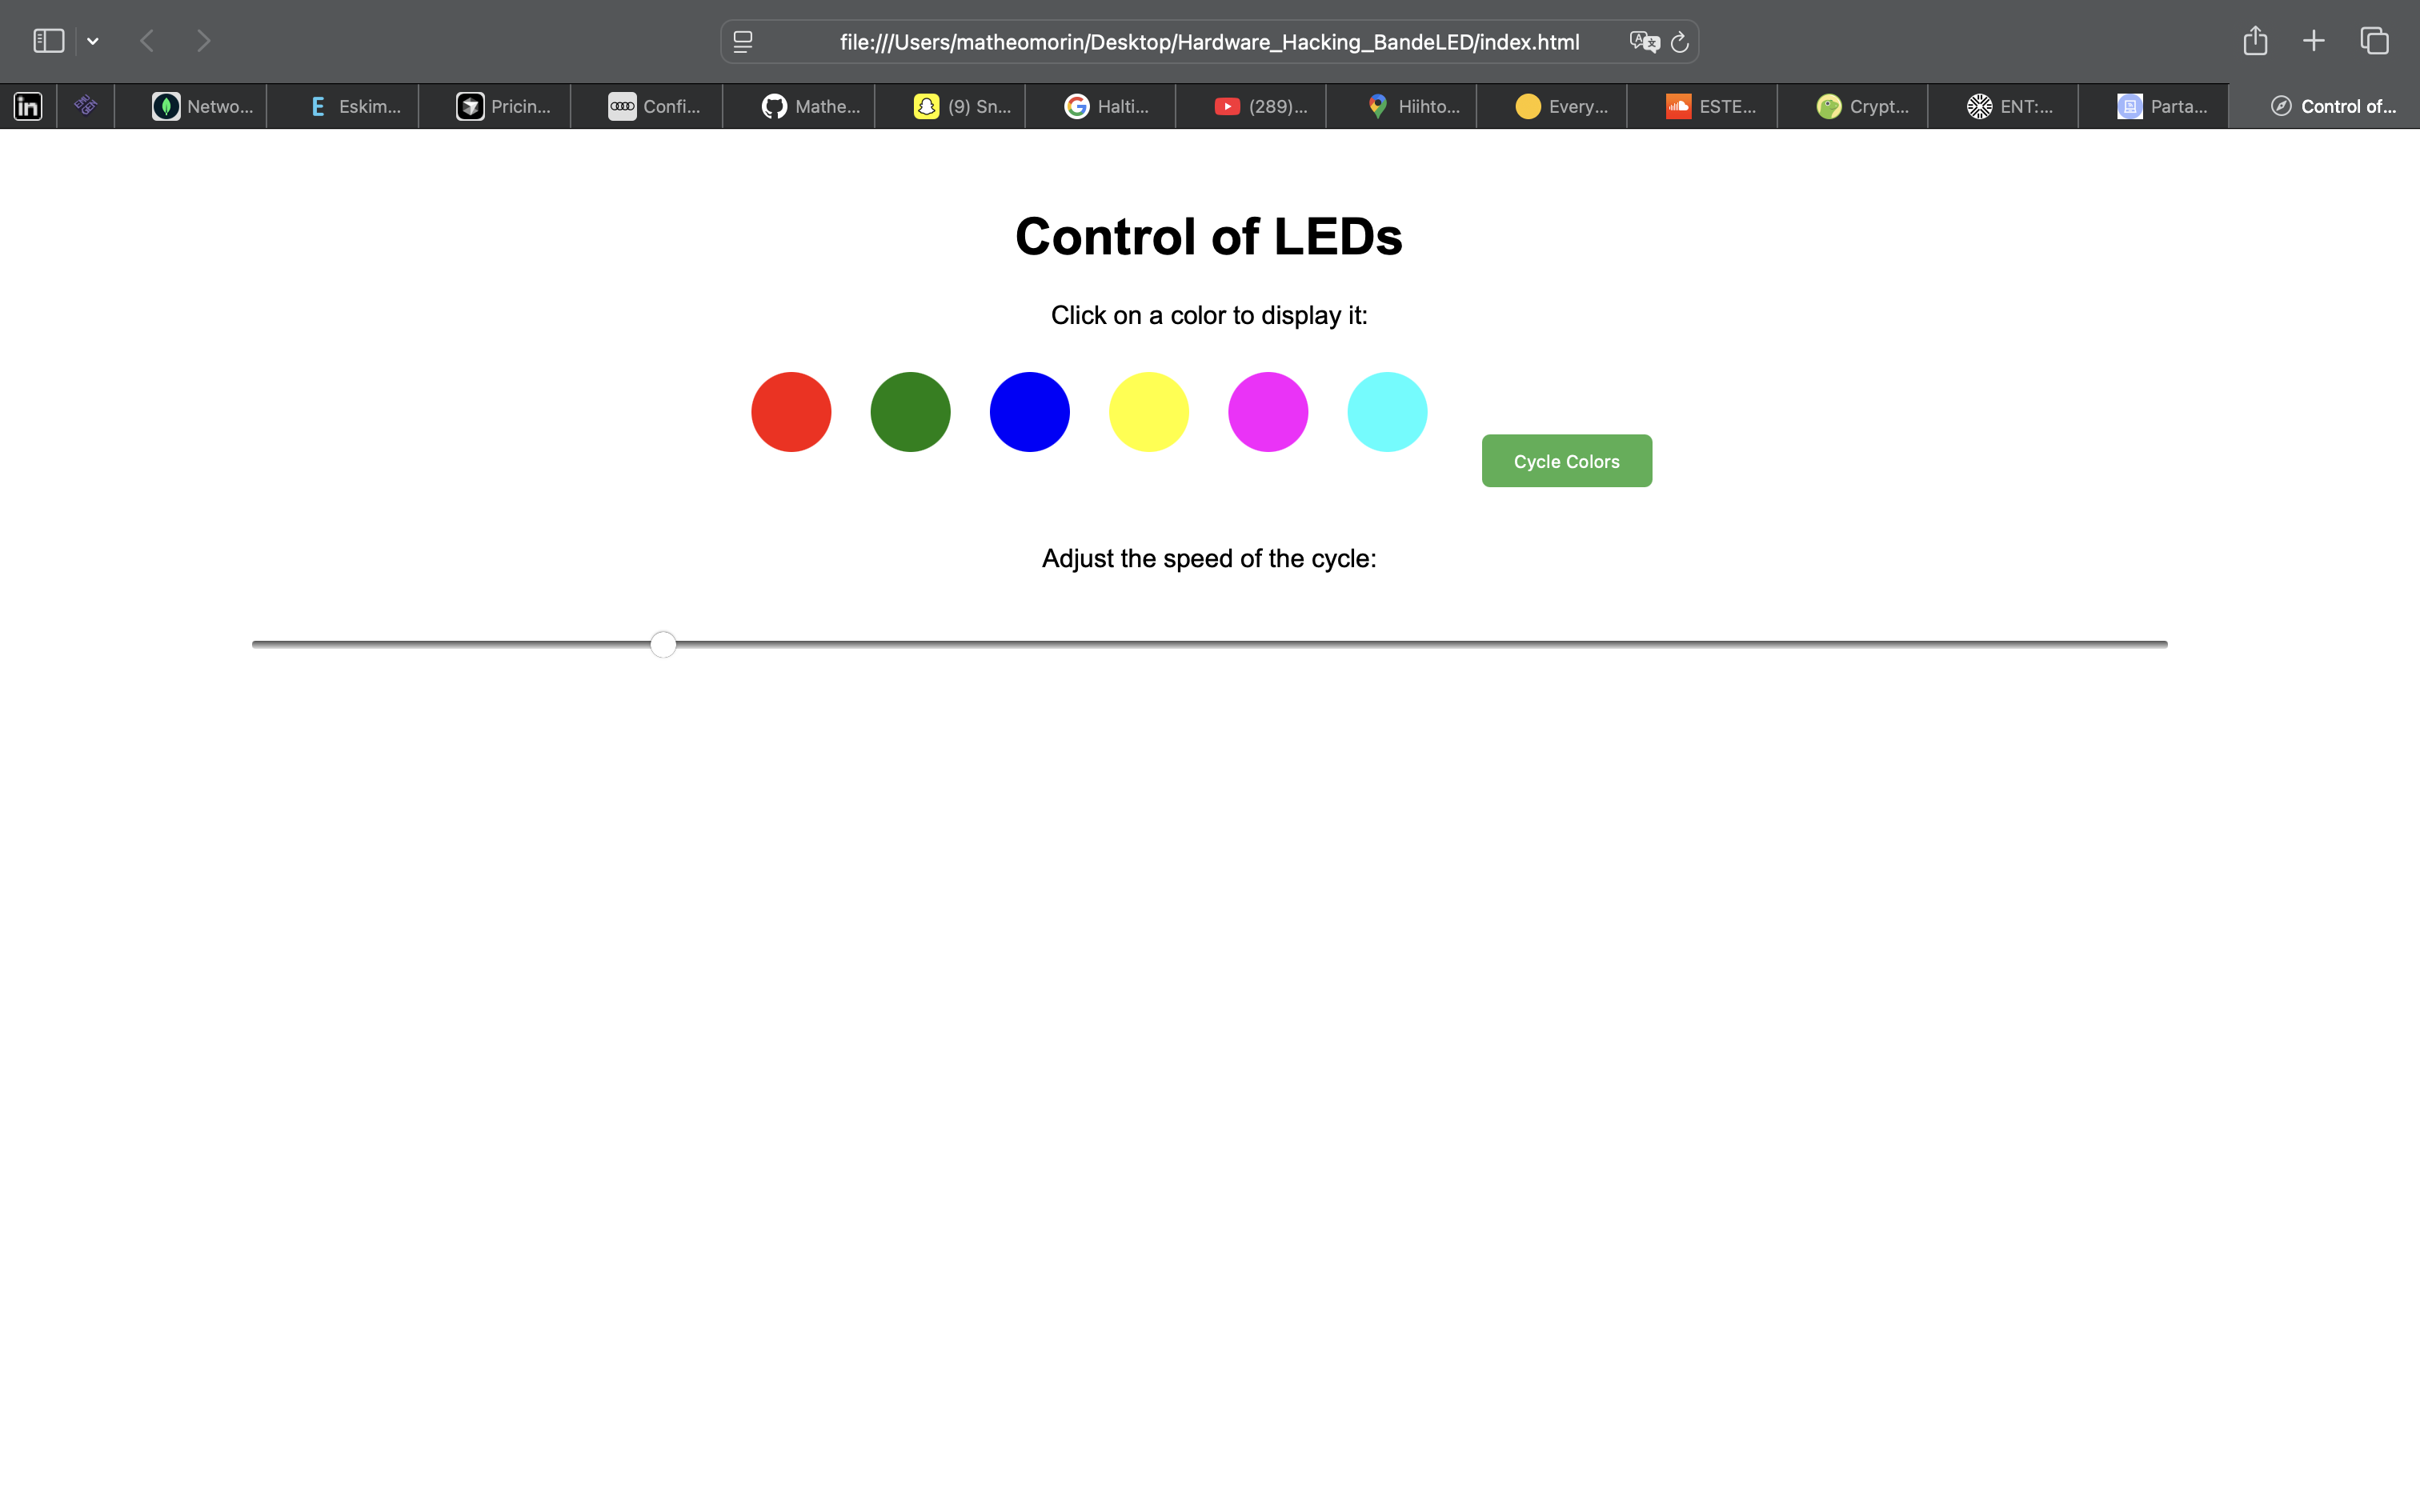 file:///Users/matheomorin/Desktop/Hardware_Hacking_BandeLED/index.html
in Netwo... E Eskim... Pricin... Confi... Mathe... (9) Sn... Halti... (289)... Hiihto... Every... ESTE... Crypt... ENT:... Parta... Control of...
Control of LEDs
Click on a color to display it:
Cycle Colors
Adjust the speed of the cycle: